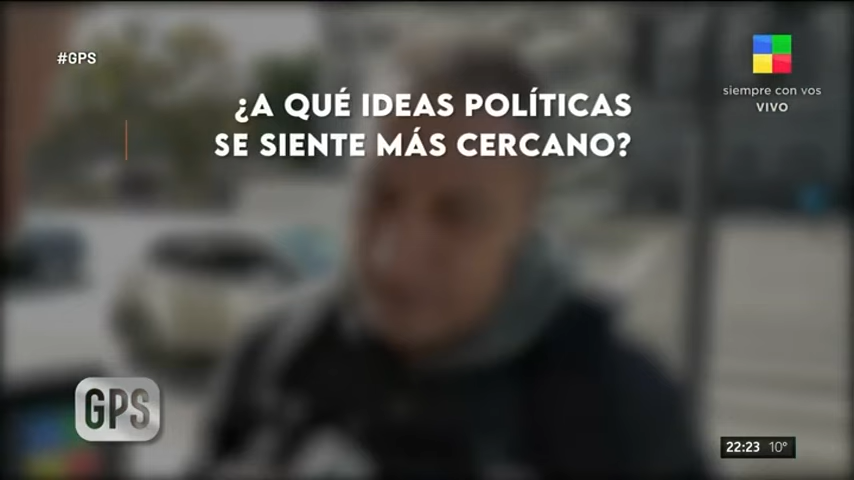 #GPS
¿A QUÉ IDEAS POLÍTICAS
SE SIENTE MÁS CERCANO?
siempre con vos
VIVO
GPS
22:23 10°